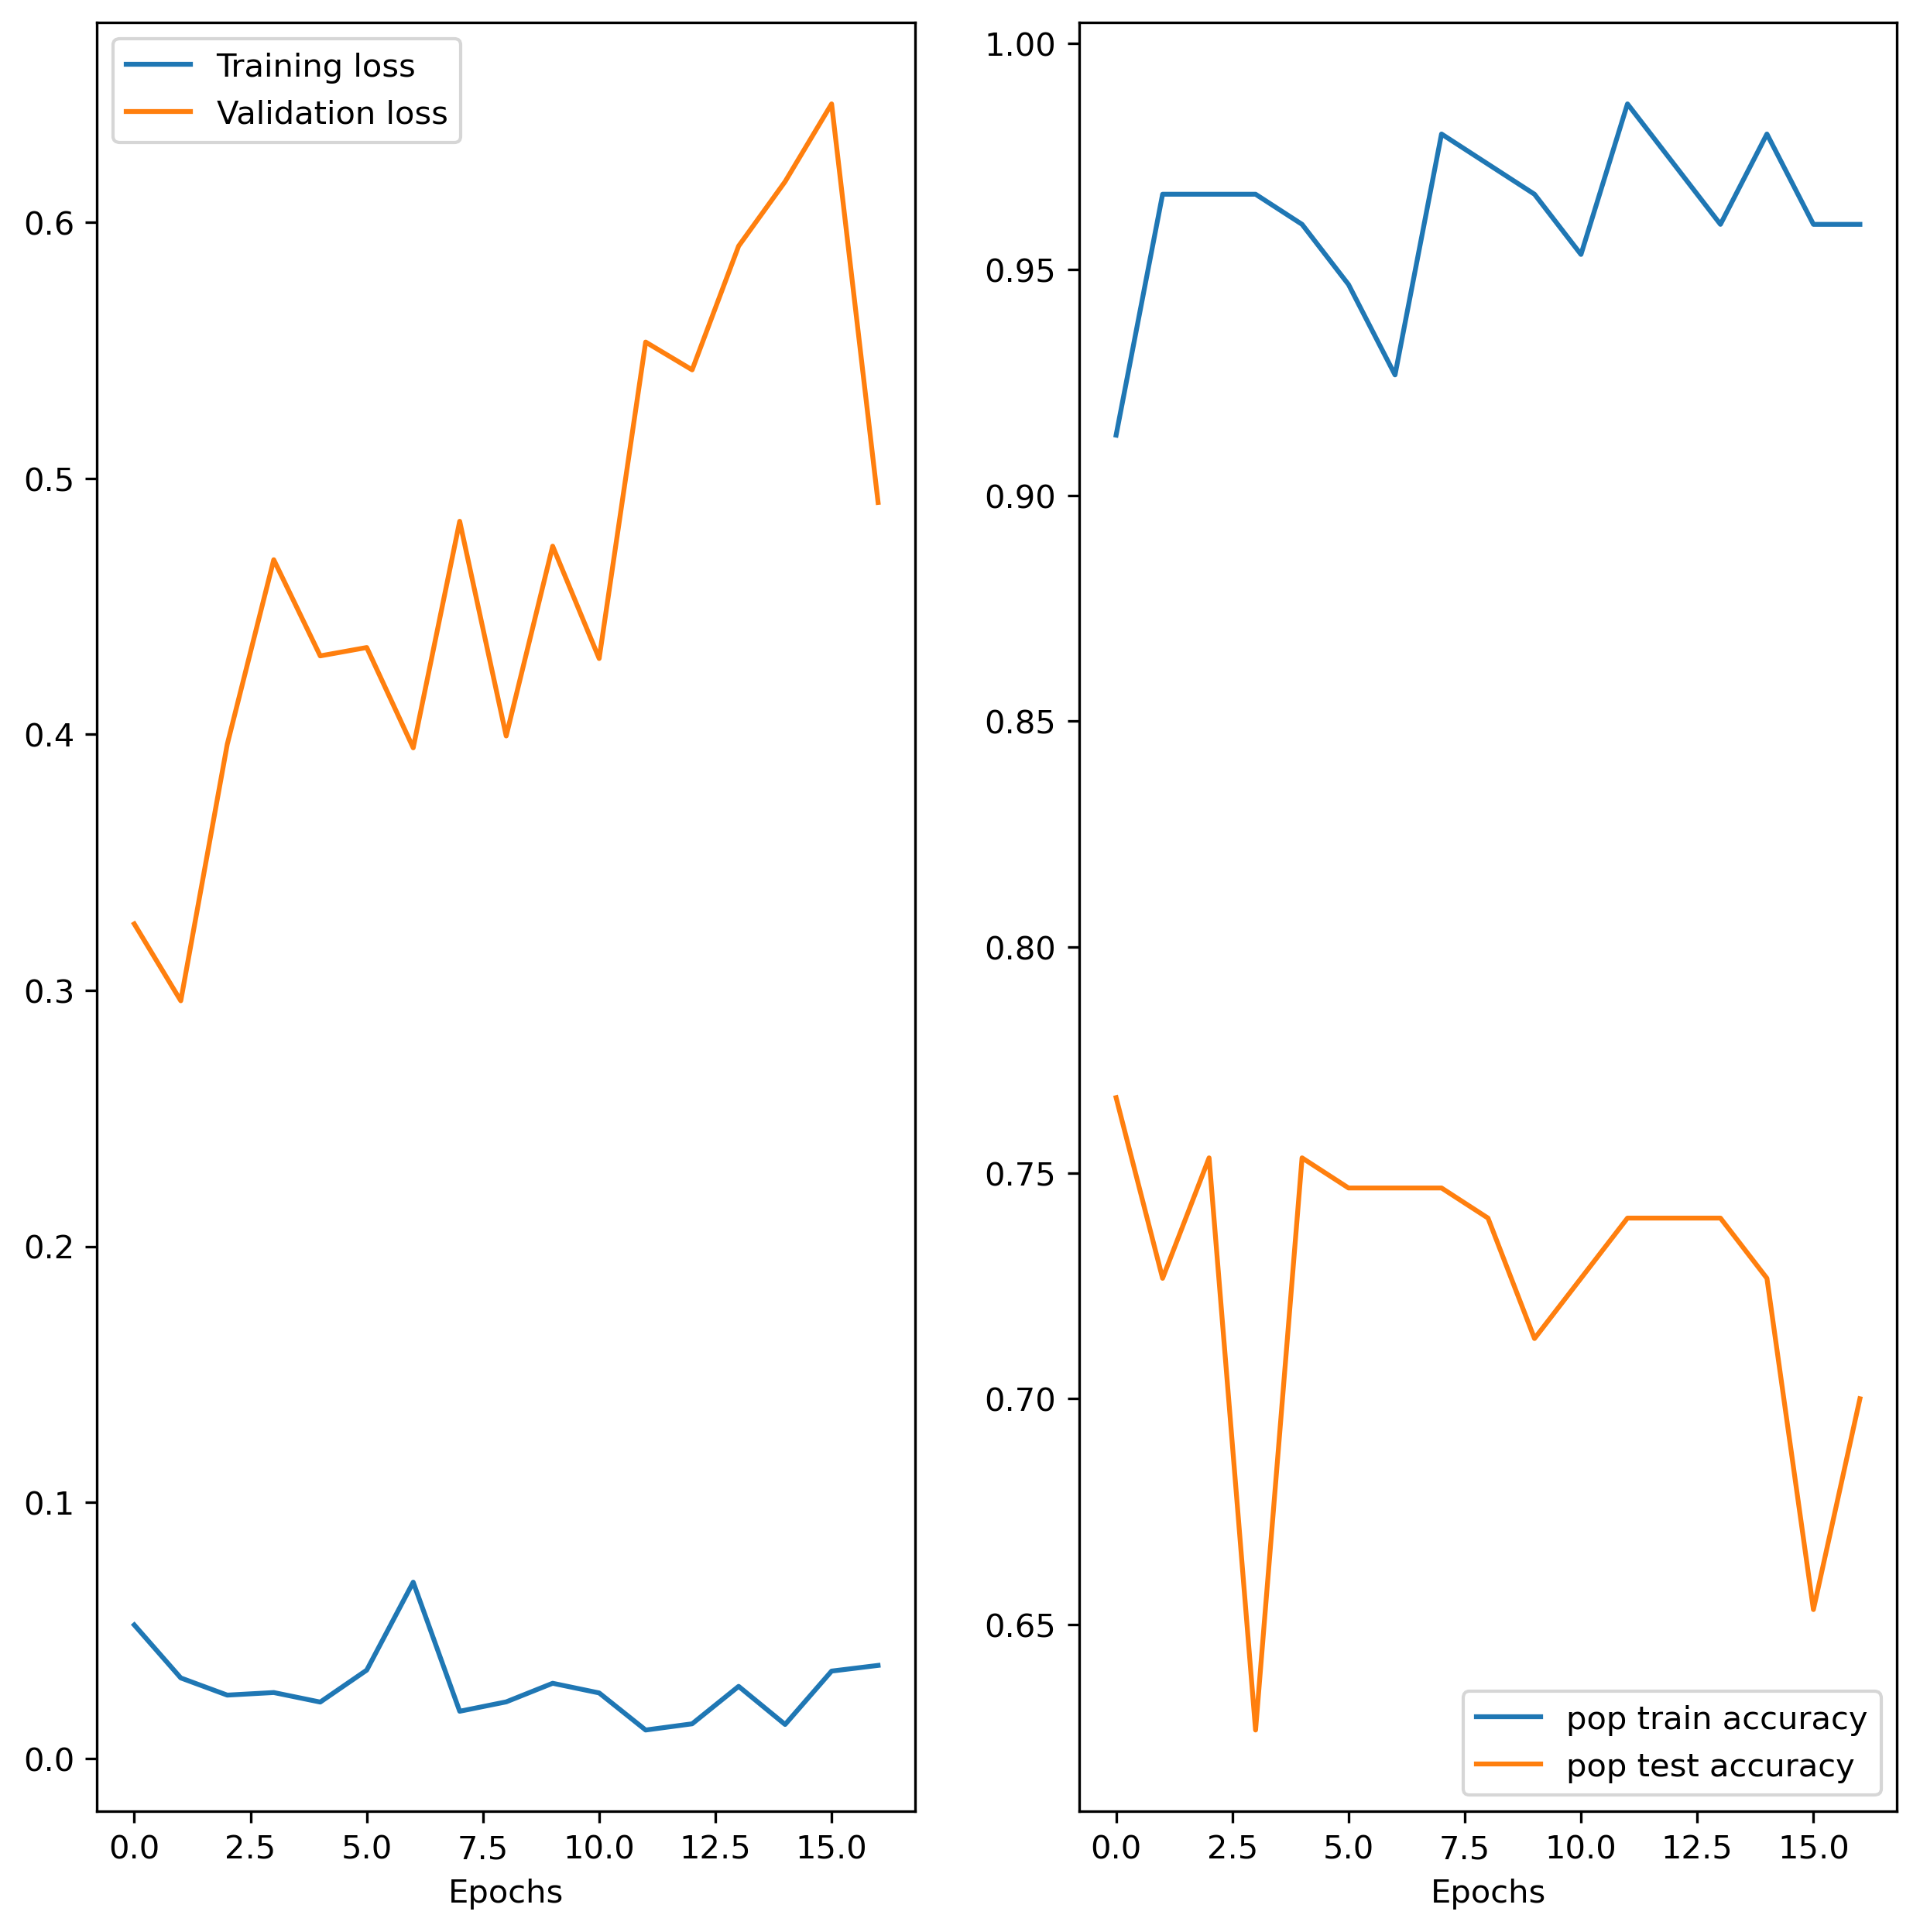 Training loss
Validation loss
0.6
0.5
0.4
0.3
0.2
0.1
0.0
0.0 2.5 5.0 7.5 10.0 12.5 15.0
Epochs
1.00
0.95
0.90
0.85
0.80
0.75
0.70
0.65
pop train accuracy
pop test accuracy
0.0 2.5 5.0 7.5 10.0 12.5 15.0
Epochs